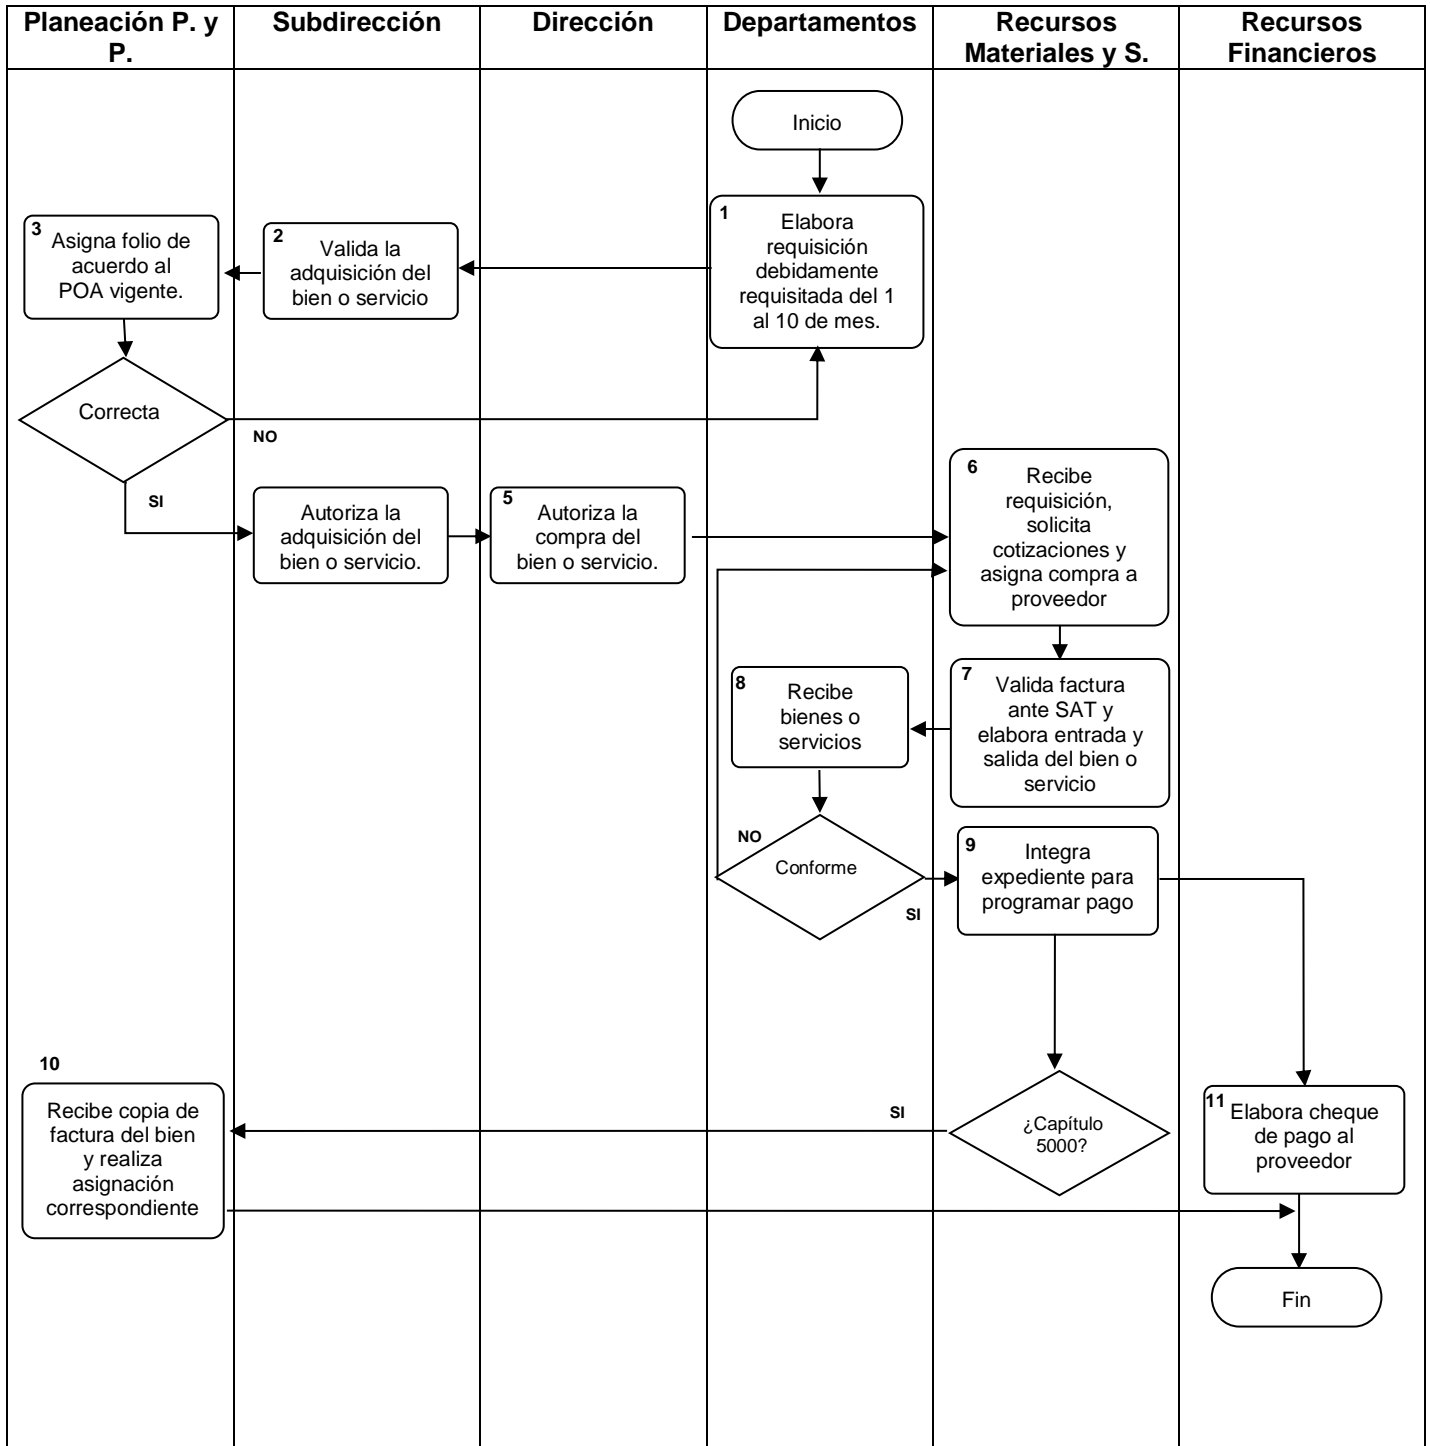 Planeación P. y
P.
Subdirección
Dirección
Departamentos
Recursos
Materiales y S.
Recursos
Financieros
Inicio
1
Elabora
requisición
debidamente
requisitada del 1
al 10 de mes.
2
Valida la
adquisición del
bien o servicio
3
Asigna folio de
acuerdo al
POA vigente.
Correcta
NO
SI
Autoriza la
adquisición del
bien o servicio.
5
Autoriza la
compra del
bien o servicio.
6
Recibe
requisición,
solicita
cotizaciones y
asigna compra a
proveedor
7
Valida factura
ante SAT y
elabora entrada y
salida del bien o
servicio
8
Recibe
bienes o
servicios
NO
Conforme
SI
9
Integra
expediente para
programar pago
¿Capítulo
5000?
SI
10
Recibe copia de
factura del bien
y realiza
asignación
correspondiente
11
Elabora cheque
de pago al
proveedor
Fin